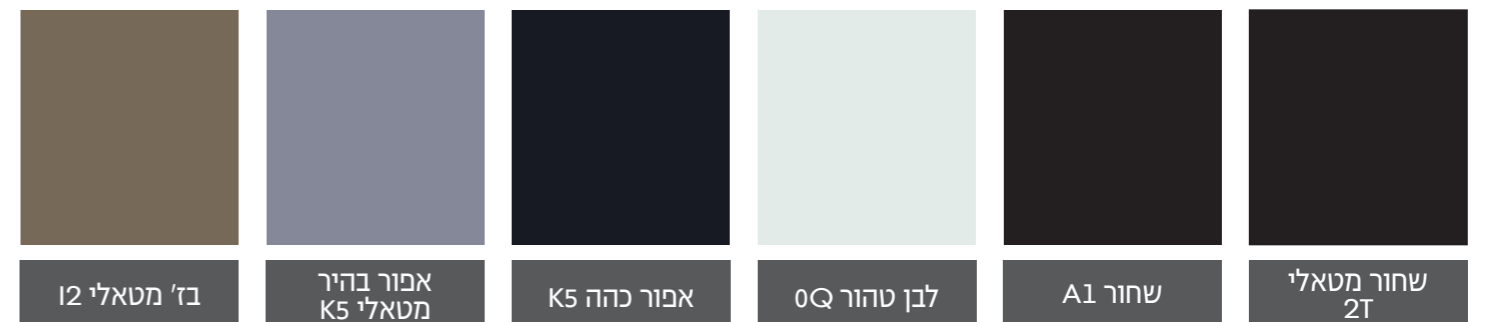 שחור מטאלי
2T
שחור A1
לבן טהור 0Q
אפור כהה K5
אפור בהיר
מטאלי K5
בז' מטאלי I2